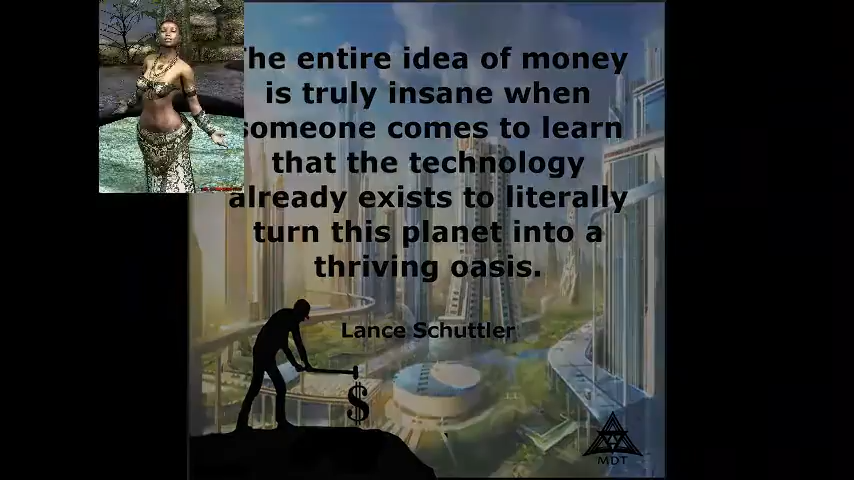 The entire idea of money
is truly insane when
someone comes to learn
that the technology
already exists to literally
turn this planet into a
thriving oasis.
Lance Schuttler
$
MDT